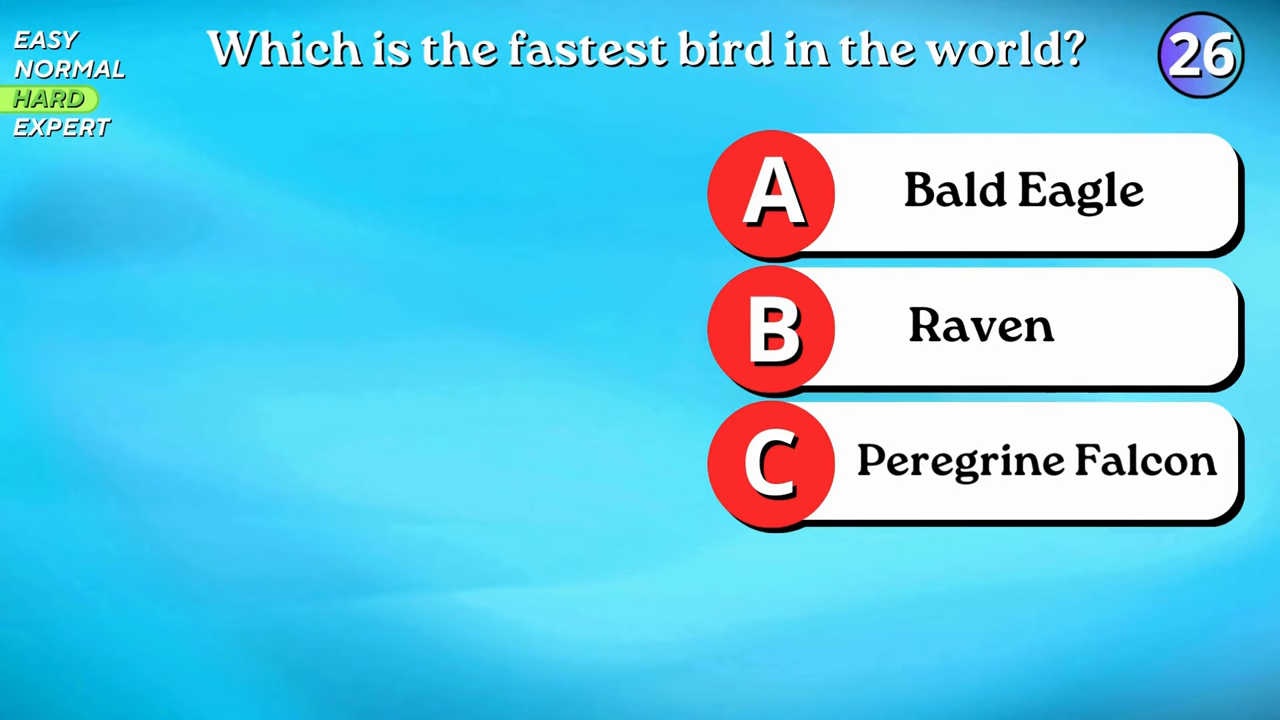 Which is the fastest bird in the world?
26
EASY
NORMAL
HARD
EXPERT
A Bald Eagle
B Raven
C Peregrine Falcon